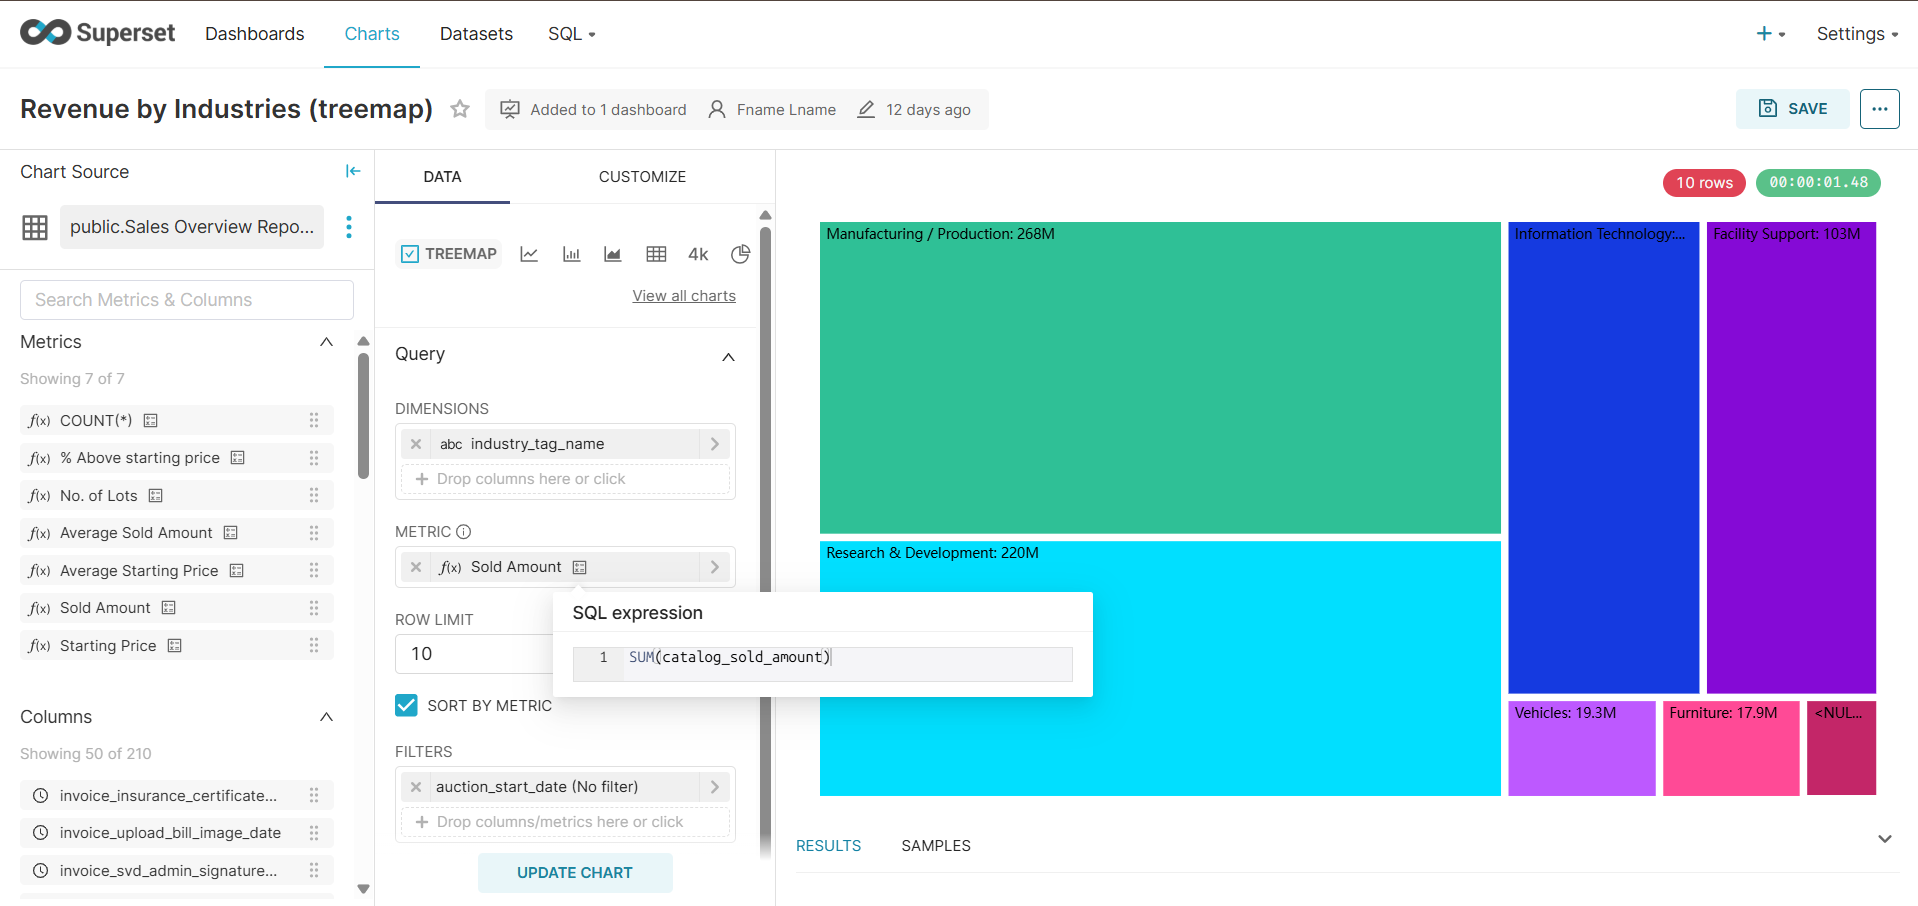 Superset
Dashboards
Charts
Datasets
SQL
+
Settings
Revenue by Industries (treemap)
Added to 1 dashboard
Fname Lname
12 days ago
SAVE
...
Chart Source
public.Sales Overview Repo...
Search Metrics & Columns
Metrics
Showing 7 of 7
f(x) COUNT(*)
f(x) % Above starting price
f(x) No. of Lots
f(x) Average Sold Amount
f(x) Average Starting Price
f(x) Sold Amount
f(x) Starting Price
Columns
Showing 50 of 210
invoice_insurance_certificate...
invoice_upload_bill_image_date
invoice_svd_admin_signature...
DATA
CUSTOMIZE
TREEMAP
4k
View all charts
Query
DIMENSIONS
abc industry_tag_name
+ Drop columns here or click
METRIC
f(x) Sold Amount
ROW LIMIT
10
SORT BY METRIC
FILTERS
auction_start_date (No filter)
+ Drop columns/metrics here or click
UPDATE CHART
SQL expression
1 SUM(catalog_sold_amount)
10 rows
00:00:01.48
Manufacturing / Production: 268M
Information Technology:...
Facility Support: 103M
Research & Development: 220M
Vehicles: 19.3M
Furniture: 17.9M
<NUL...
RESULTS
SAMPLES